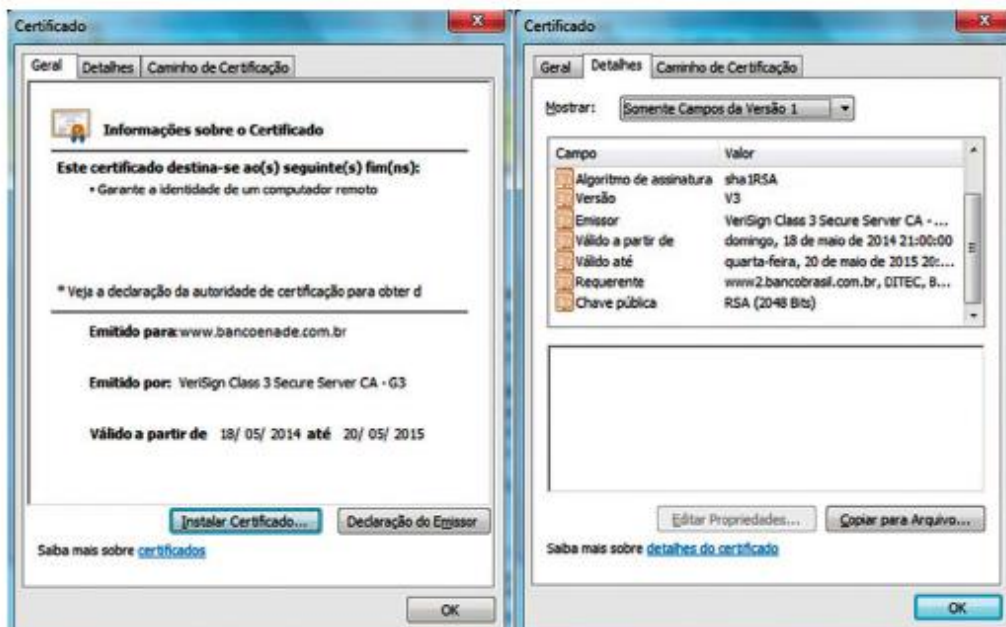 Certificado
Geral Detalhes Caminho de Certificação
Informações sobre o Certificado
Este certificado destina-se ao(s) seguinte(s) fim(ns):
• Garante a identidade de um computador remoto
* Veja a declaração da autoridade de certificação para obter d
Emitido para: www.bancoenade.com.br
Emitido por: VeriSign Class 3 Secure Server CA - G3
Válido a partir de 18/ 05/ 2014 até 20/ 05/ 2015
Instalar Certificado... Declaração do Emissor
Saiba mais sobre certificados
OK
Certificado
Geral Detalhes Caminho de Certificação
Mostrar: Somente Campos da Versão 1
Campo Valor
Algoritmo de assinatura sha1RSA
Versão V3
Emissor VeriSign Class 3 Secure Server CA - ...
Válido a partir de domingo, 18 de maio de 2014 21:00:00
Válido até quarta-feira, 20 de maio de 2015 20:...
Requerente www2.bancobrasil.com.br, DITEC, B...
Chave pública RSA (2048 Bits)
Editar Propriedades... Copiar para Arquivo...
Saiba mais sobre detalhes do certificado
OK